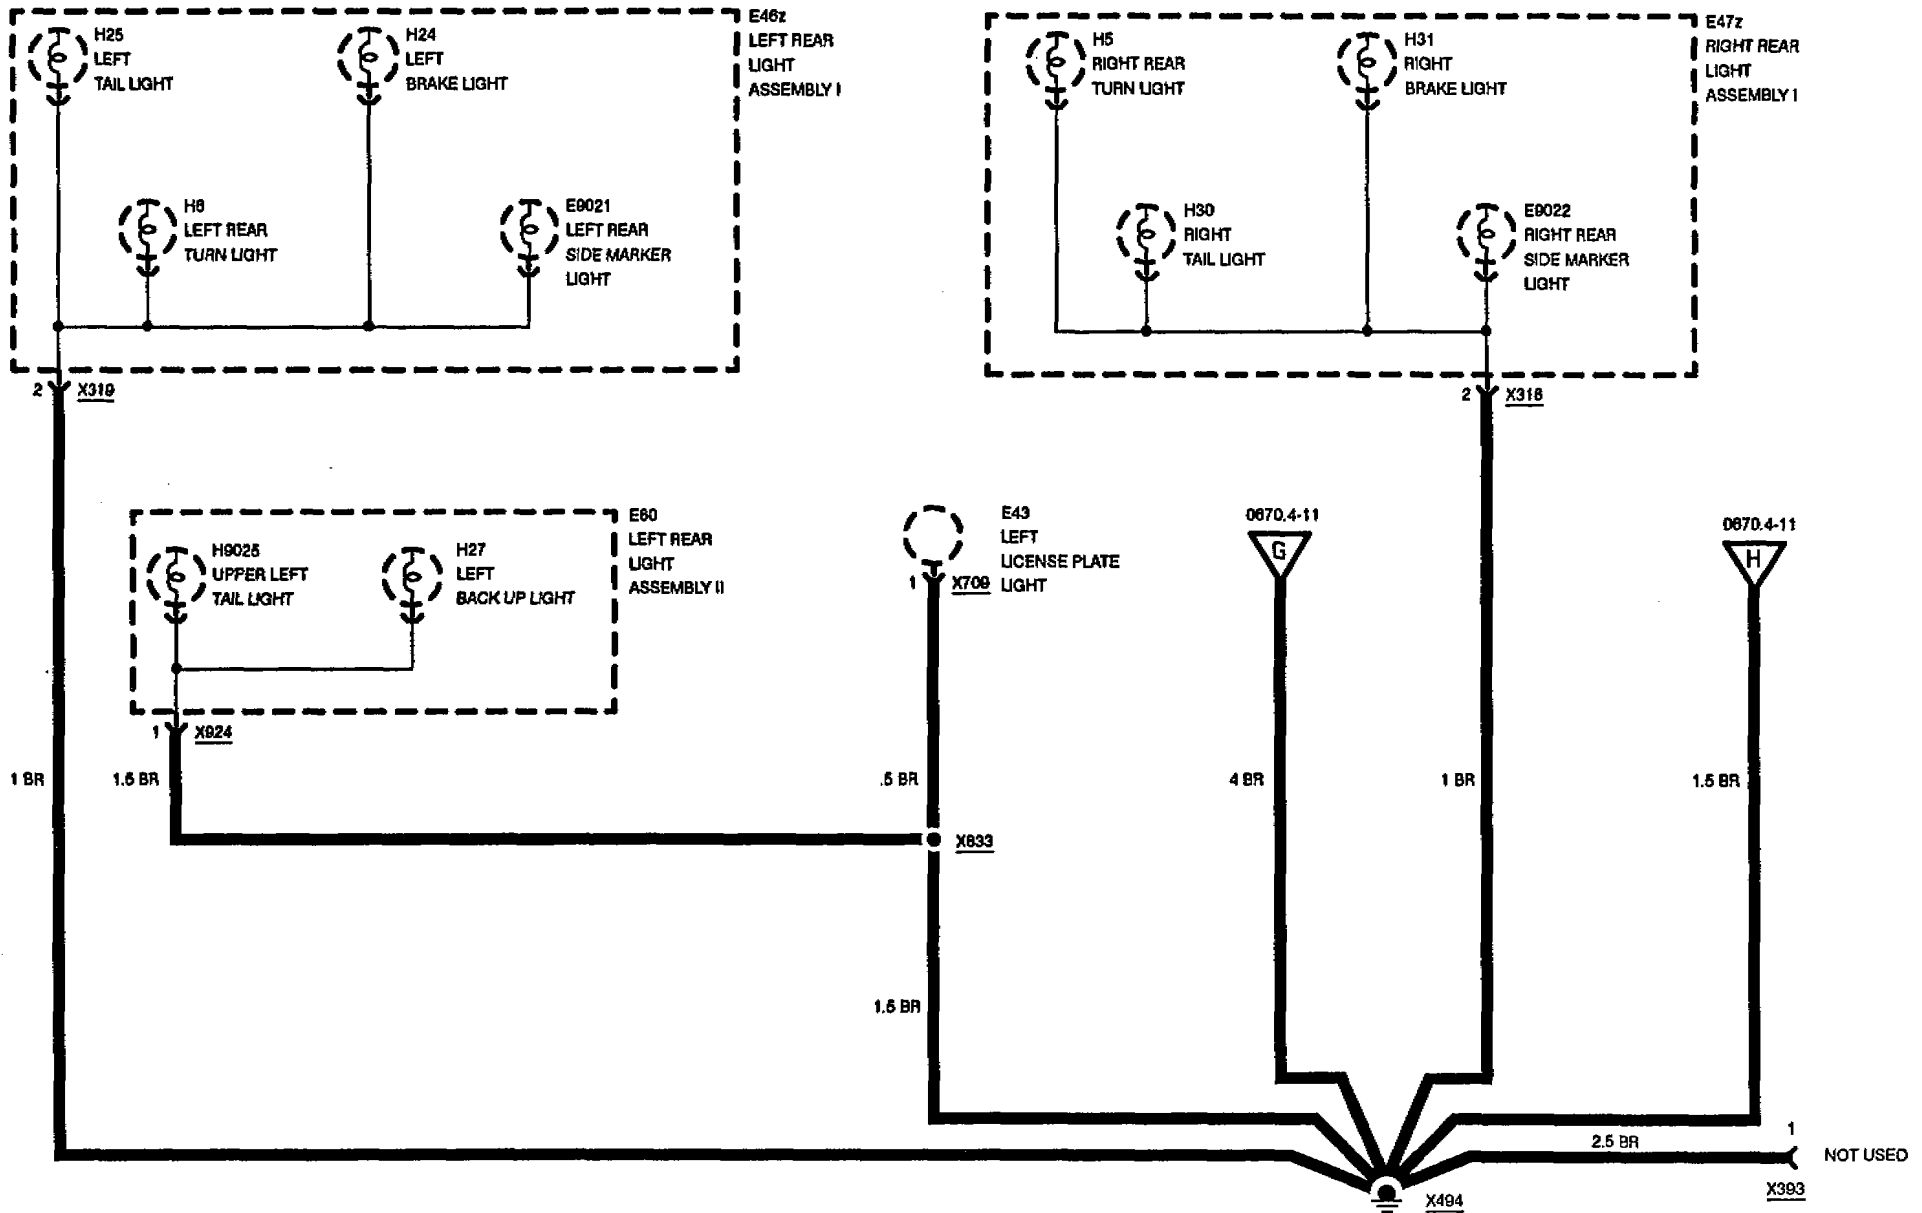 H25
LEFT
TAIL LIGHT
H24
LEFT
BRAKE LIGHT
E46z
LEFT REAR
LIGHT
ASSEMBLY I
H6
LEFT REAR
TURN LIGHT
E9021
LEFT REAR
SIDE MARKER
LIGHT
2
X319
H5
RIGHT REAR
TURN LIGHT
H31
RIGHT
BRAKE LIGHT
E47z
RIGHT REAR
LIGHT
ASSEMBLY I
H30
RIGHT
TAIL LIGHT
E9022
RIGHT REAR
SIDE MARKER
LIGHT
2
X318
H9025
UPPER LEFT
TAIL LIGHT
H27
LEFT
BACK UP LIGHT
E60
LEFT REAR
LIGHT
ASSEMBLY II
1
X924
E43
LEFT
LICENSE PLATE
LIGHT
1
X709
0670.4-11
G
0670.4-11
H
1 BR
1.5 BR
.5 BR
4 BR
1 BR
1.5 BR
X833
1.5 BR
2.5 BR
1
NOT USED
X393
X494